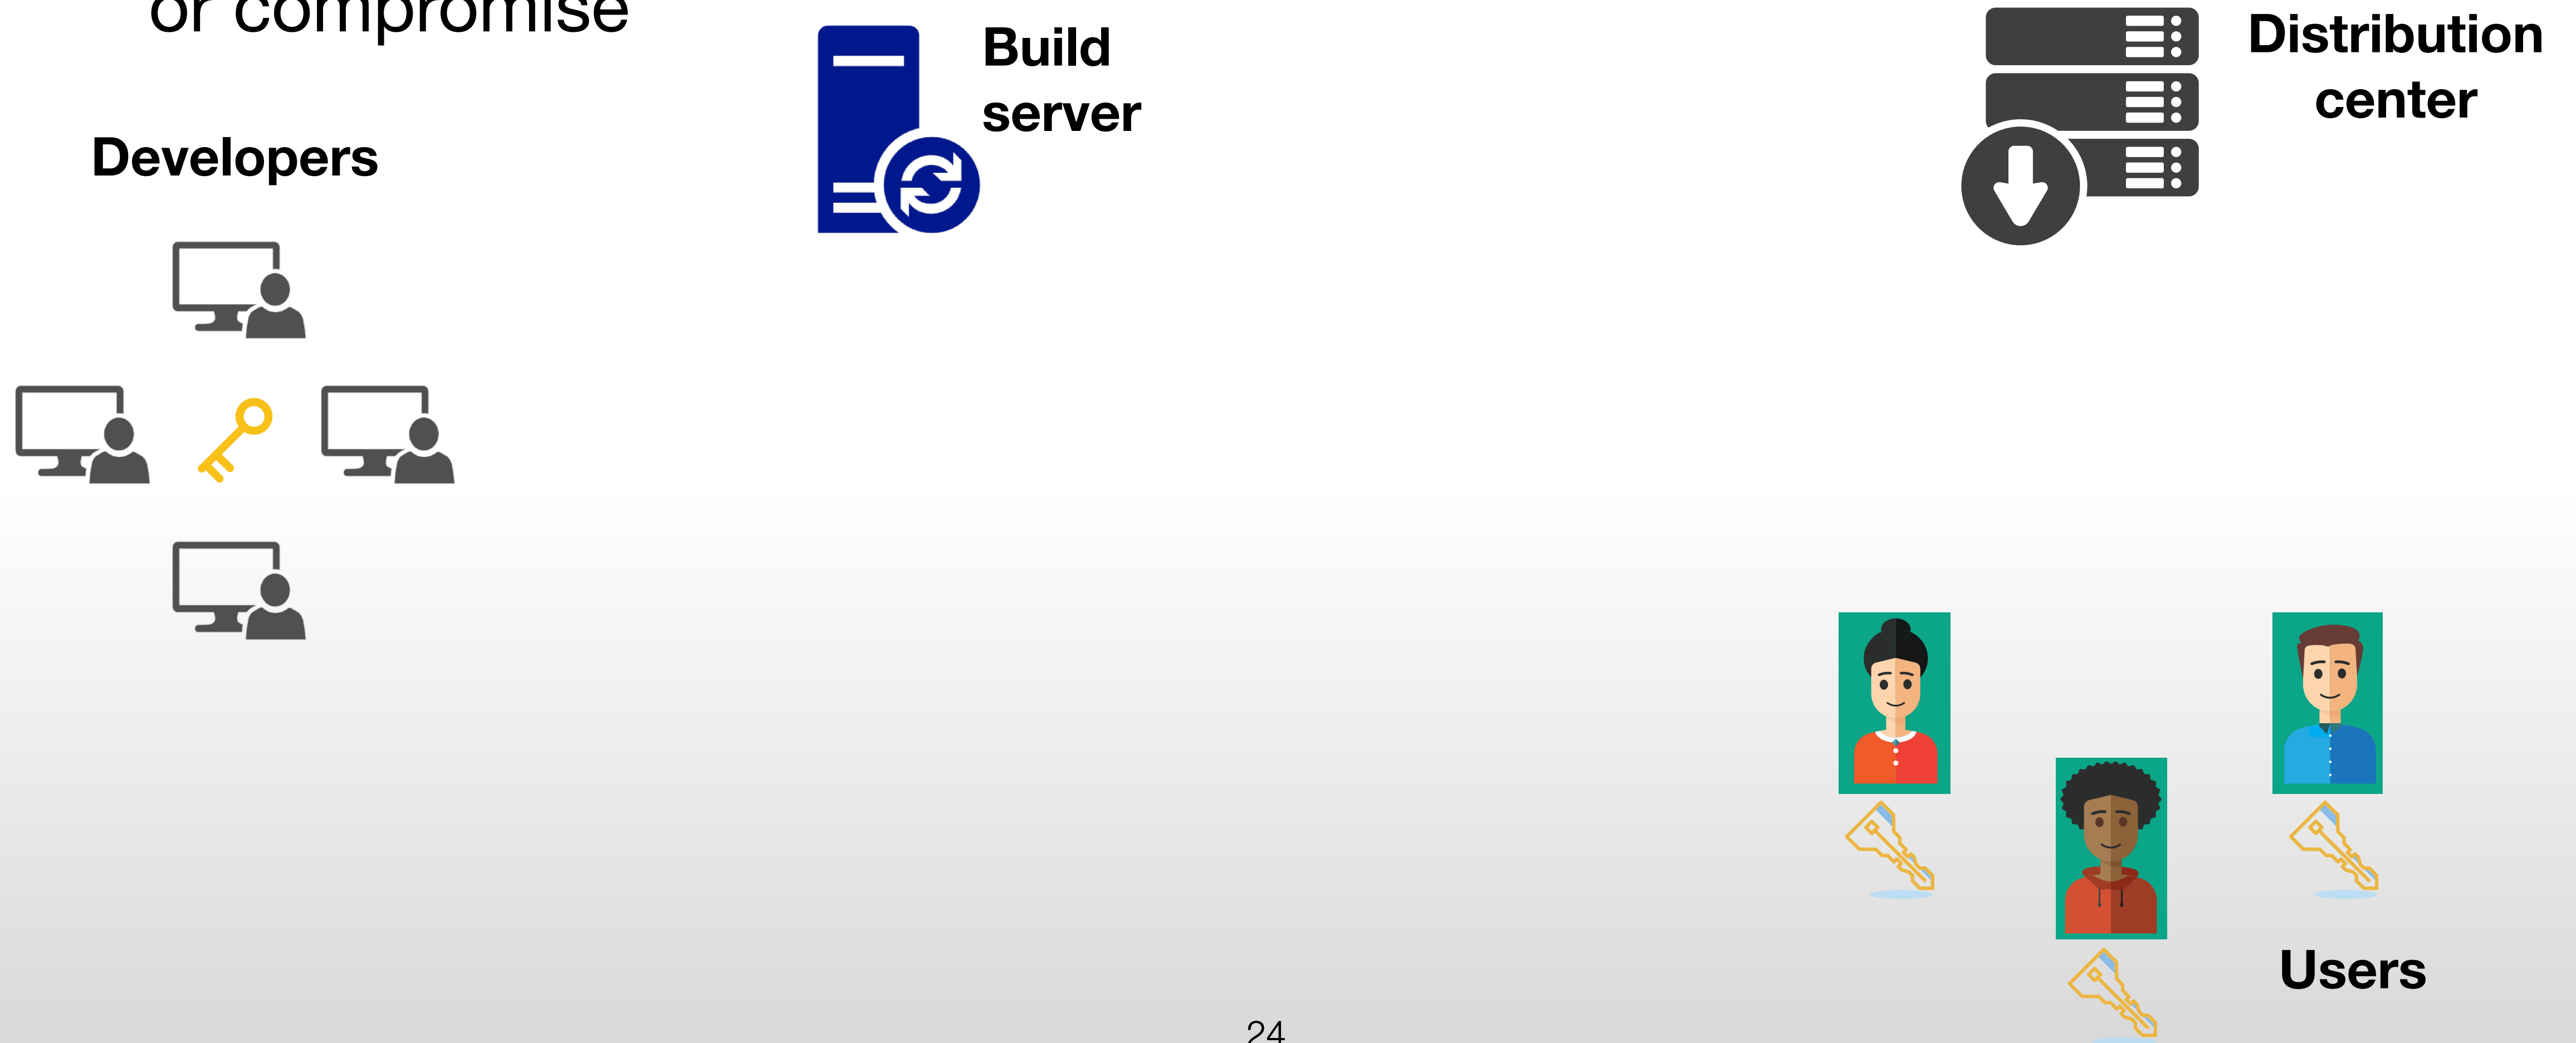 or compromise
Build
server
Distribution
center
Developers
Users
24